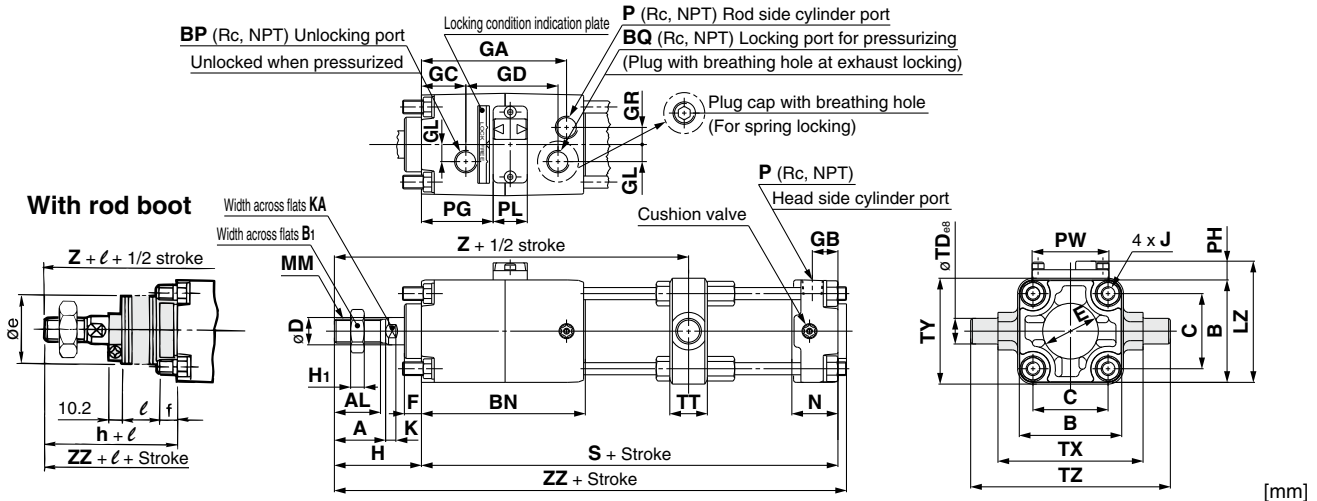 P (Rc, NPT) Rod side cylinder port
Locking condition indication plate
BP (Rc, NPT) Unlocking port
BQ (Rc, NPT) Locking port for pressurizing
GA
Unlocked when pressurized
(Plug with breathing hole at exhaust locking)
GC
GD
GR
Plug cap with breathing hole
(For spring locking)
GL
LOCK FREE
GL
P (Rc, NPT)
Head side cylinder port
With rod boot
Width across flats KA
PG
PL
Cushion valve
Width across flats B1
Z + 1/2 stroke
GB
øTDe8
PW
4 x J
PH
Z + ℓ + 1/2 stroke
MM
øe
øD
TY
E
C
B
LZ
H1
AL
F
BN
TT
N
C
10.2
ℓ
f
A
K
B
h + ℓ
H
S + Stroke
TX
ZZ + ℓ + Stroke
ZZ + Stroke
TZ
[mm]